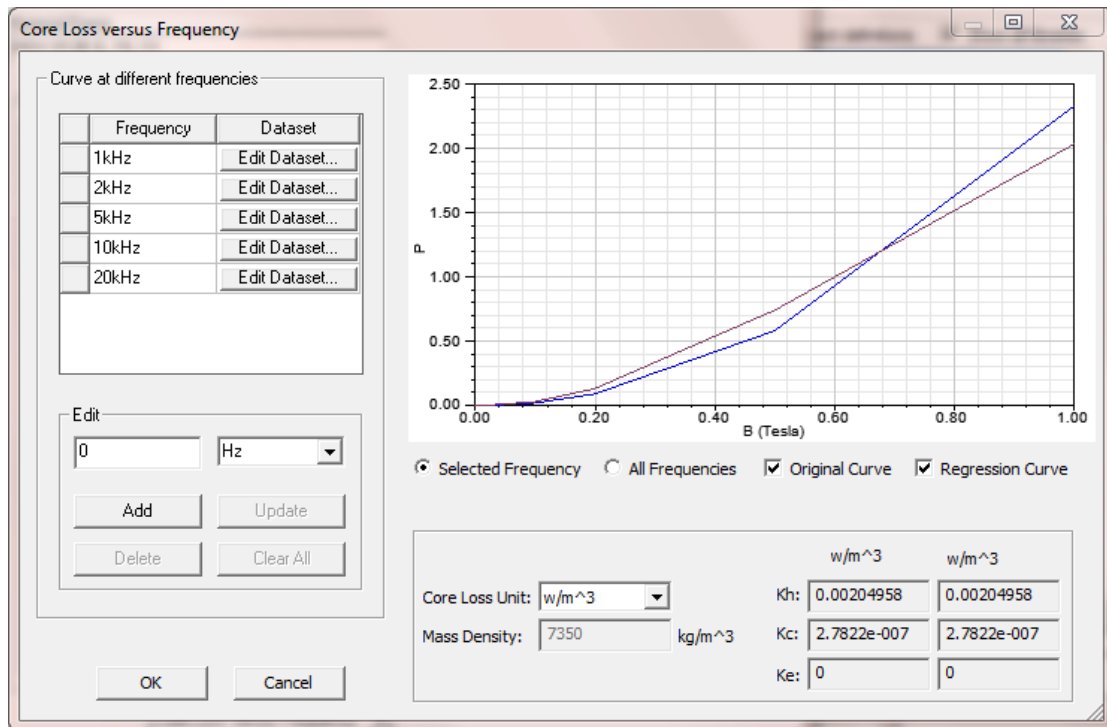 Core Loss versus Frequency
Curve at different frequencies
Frequency Dataset
1kHz Edit Dataset...
2kHz Edit Dataset...
5kHz Edit Dataset...
10kHz Edit Dataset...
20kHz Edit Dataset...
Edit
0 Hz
Add Update
Delete Clear All
OK Cancel
2.50
2.00
1.50
1.00
0.50
0.00
P
0.00 0.20 0.40 0.60 0.80 1.00
B (Tesla)
Selected Frequency All Frequencies Original Curve Regression Curve
w/m^3 w/m^3
Core Loss Unit: w/m^3 Kh: 0.00204958 0.00204958
Mass Density: 7350 kg/m^3 Kc: 2.7822e-007 2.7822e-007
Ke: 0 0